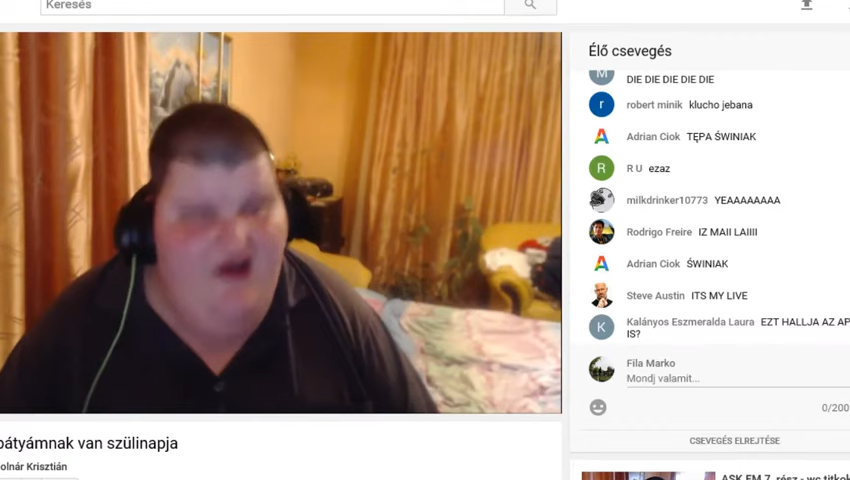 Keresés
Élő csevegés
DIE DIE DIE DIE DIE
robert minik klucho jebana
Adrian Ciok TĘPA ŚWINIAK
R U ezaz
milkdrinker10773 YEAAAAAAAA
Rodrigo Freire IZ MAII LAIIII
Adrian Ciok ŚWINIAK
Steve Austin ITS MY LIVE
Kalányos Eszmeralda Laura EZT HALLJA AZ AP
IS?
Fila Marko
Mondj valamit...
0/200
CSEVEGÉS ELREJTÉSE
bátyámnak van szülinapja
olnár Krisztián
ASK FM 7. rész - wc titkok